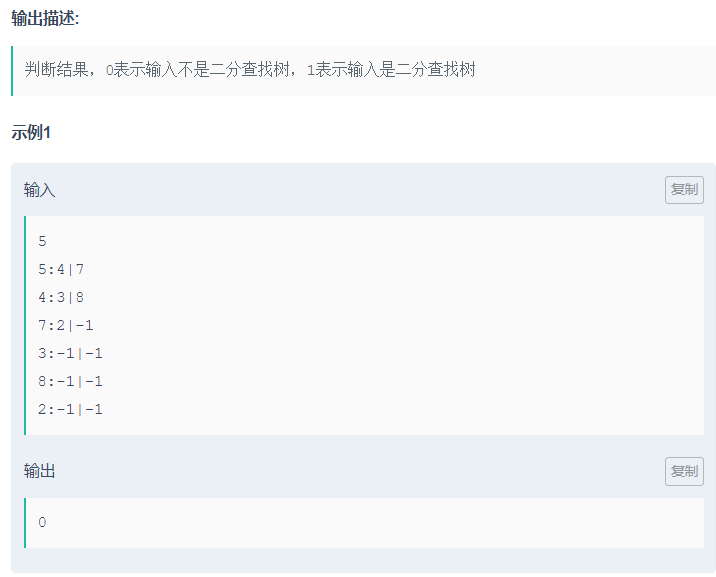 输出描述:
判断结果，0表示输入不是二分查找树，1表示输入是二分查找树
示例1
输入
复制
5
5:4|7
4:3|8
7:2|-1
3:-1|-1
8:-1|-1
2:-1|-1
输出
复制
0